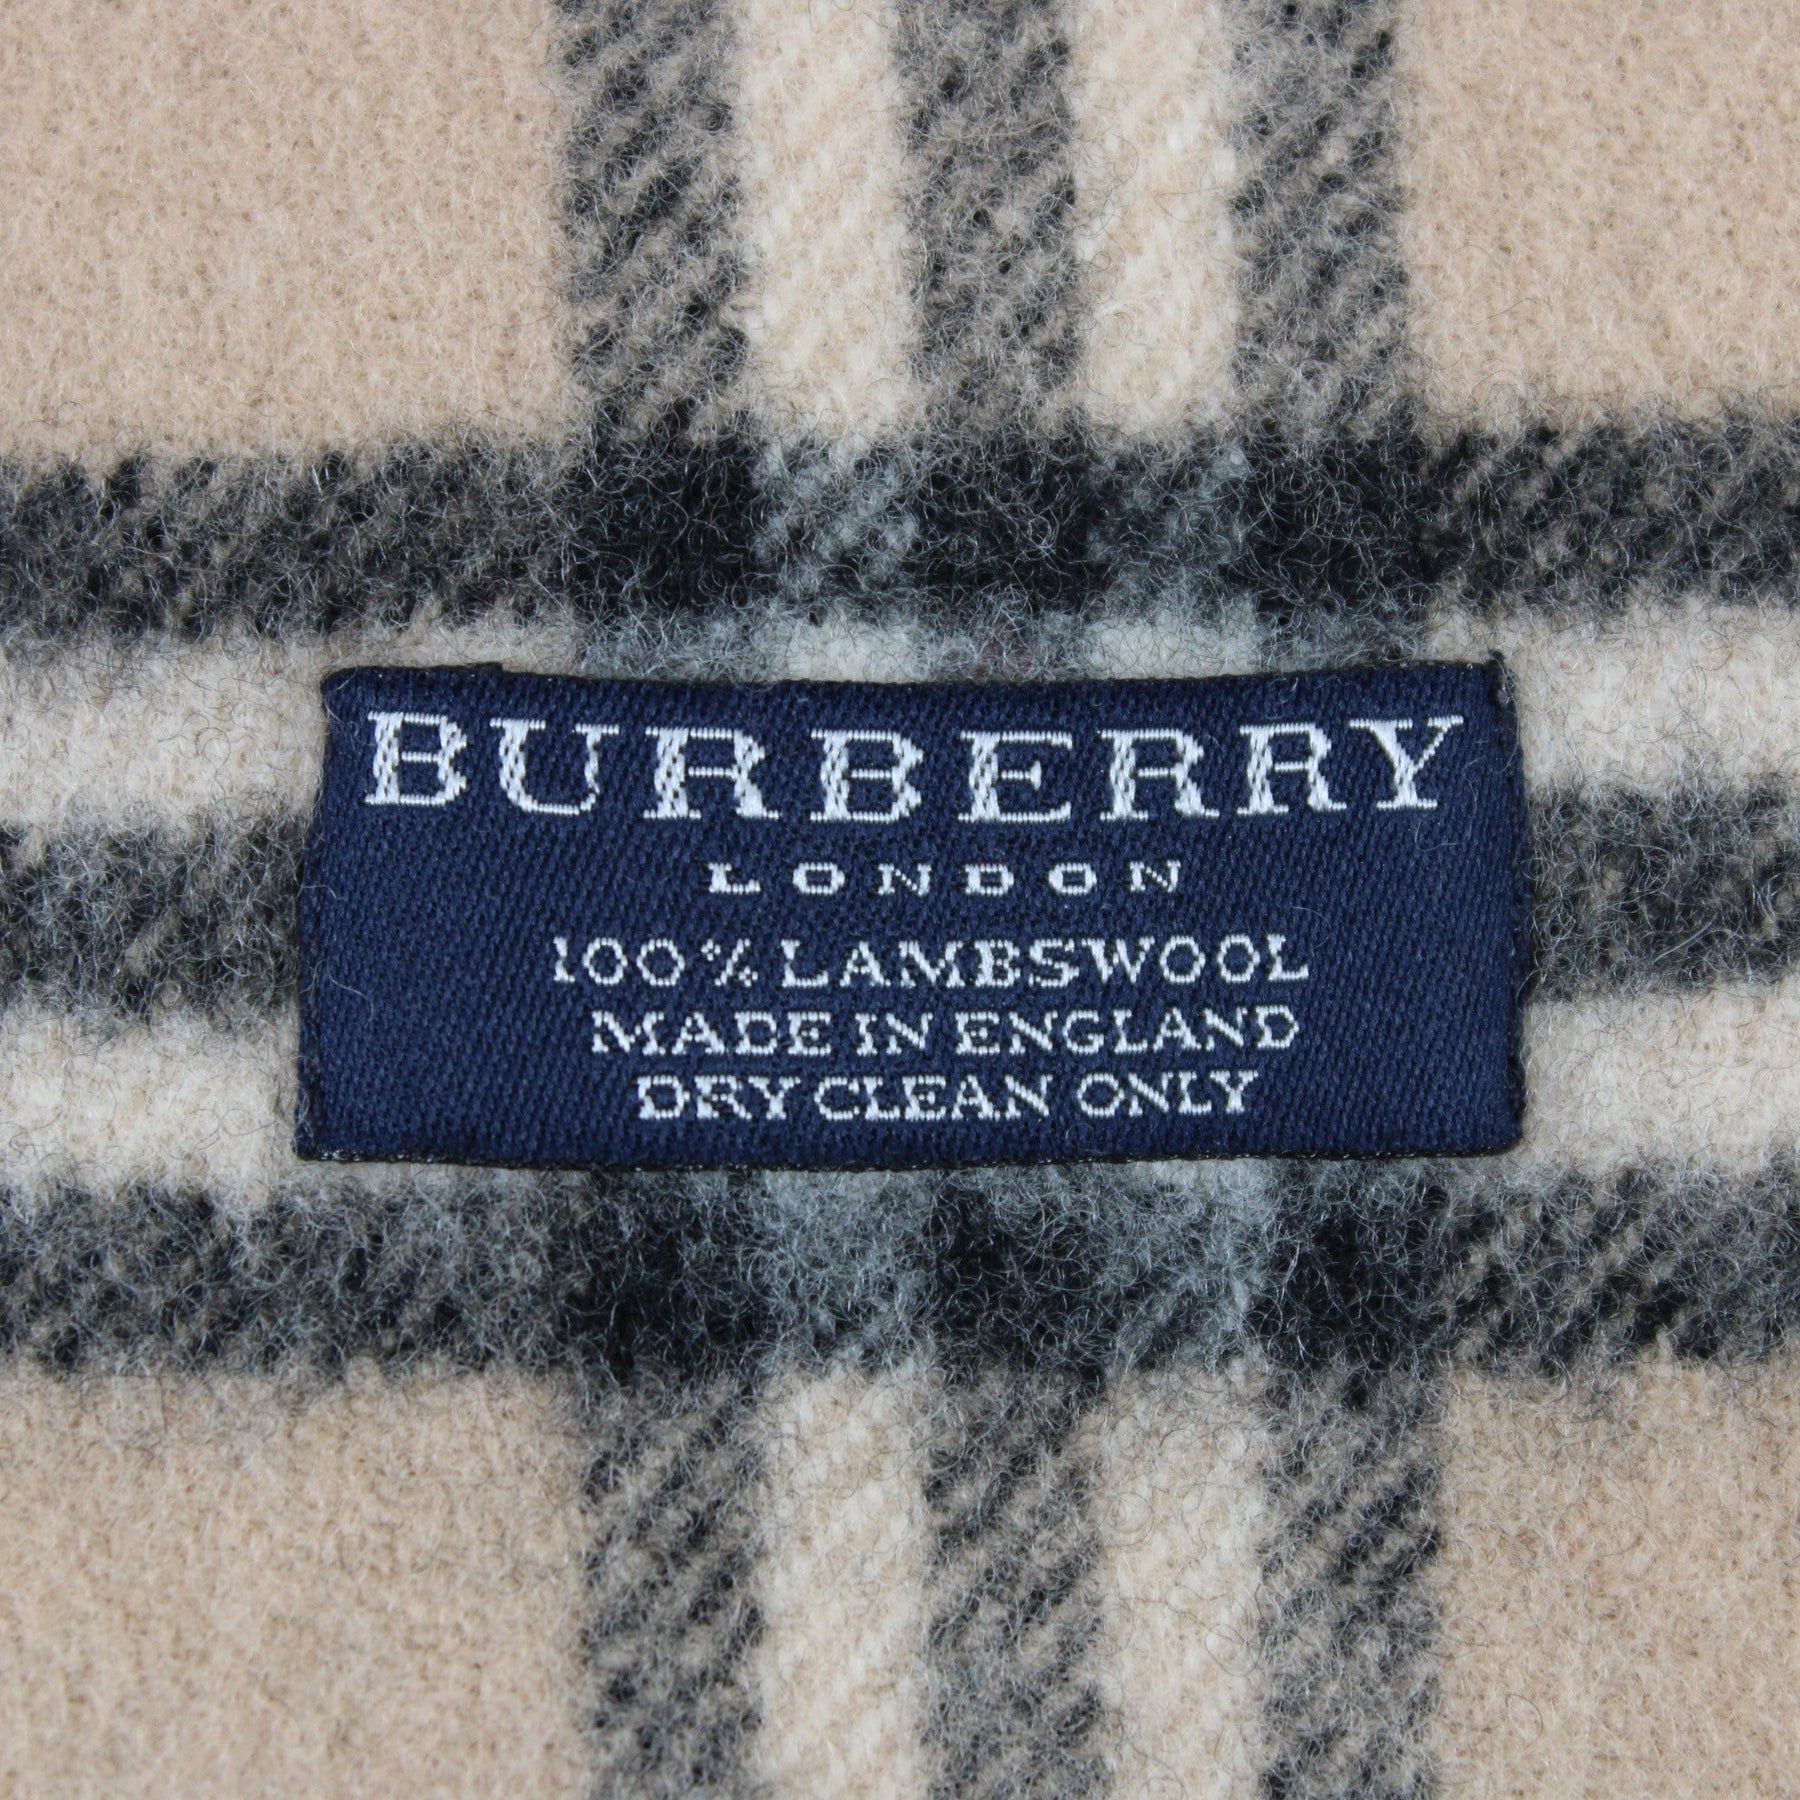 BURBERRY
LONDON
100% LAMBSWOOL
MADE IN ENGLAND
DRY CLEAN ONLY